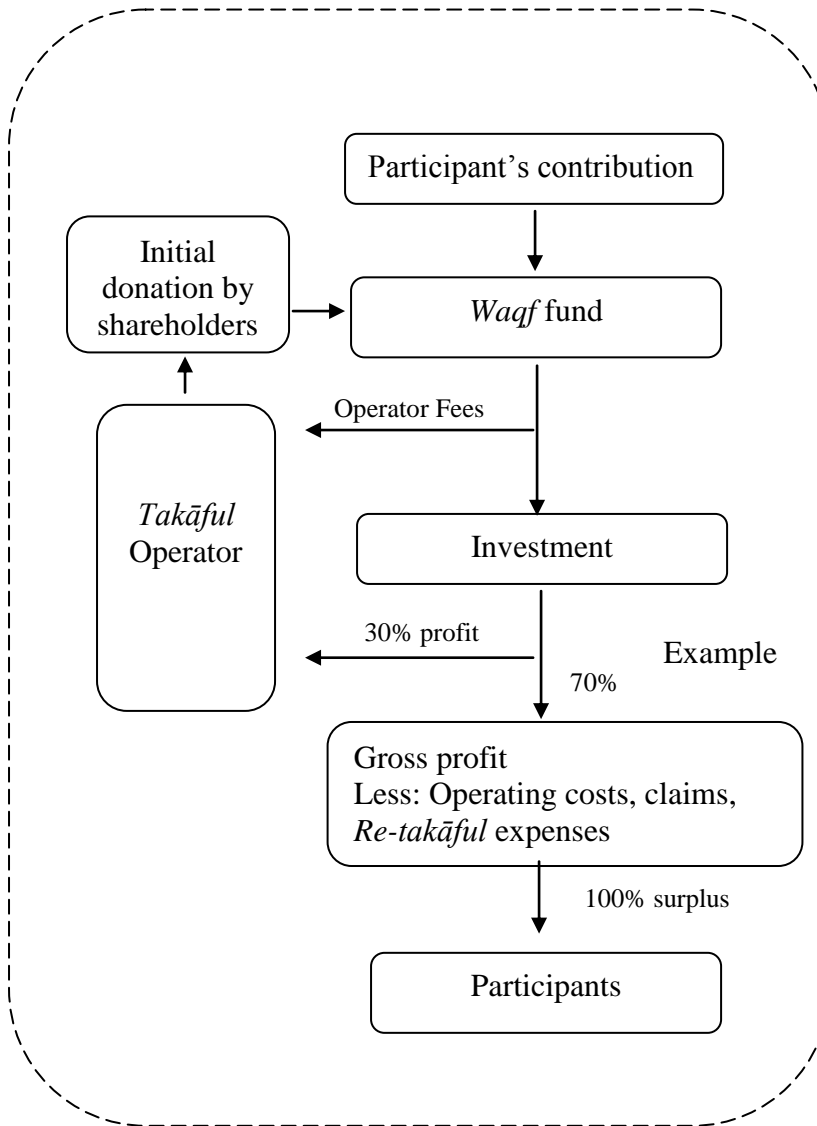 Participant’s contribution
Initial
donation by
shareholders
Waqf fund
Operator Fees
Takāful
Operator
Investment
30% profit
Example
70%
Gross profit
Less: Operating costs, claims,
Re-takāful expenses
100% surplus
Participants